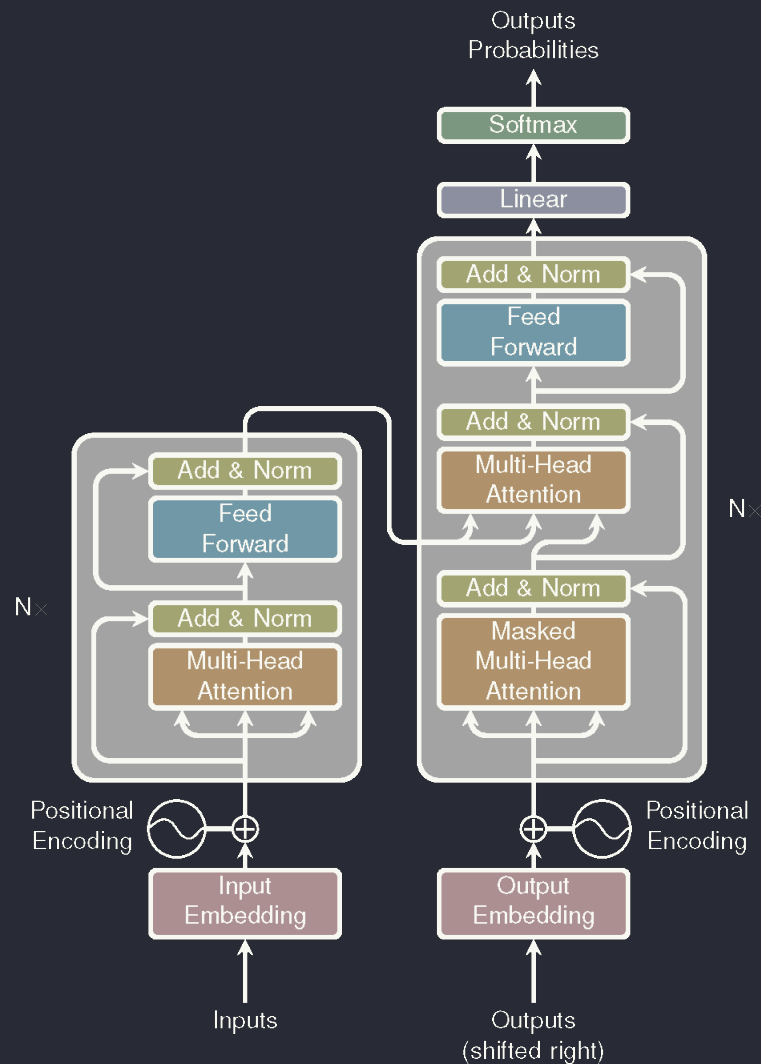 Outputs
Probabilities
Softmax
Linear
Add & Norm
Feed
Forward
Add & Norm
Multi-Head
Attention
N×
Add & Norm
Masked
Multi-Head
Attention
Add & Norm
Feed
Forward
N×
Add & Norm
Multi-Head
Attention
Positional
Encoding
Positional
Encoding
Input
Embedding
Output
Embedding
Inputs
Outputs
(shifted right)